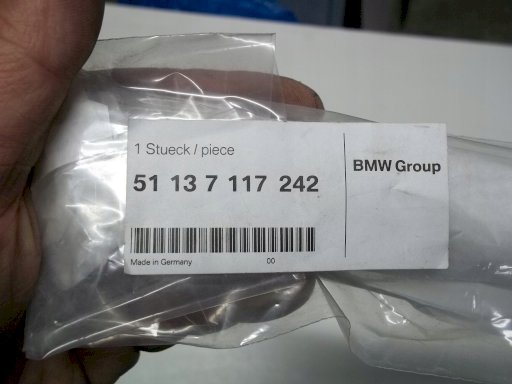 1 Stueck / piece
BMW Group
51 13 7 117 242
Made in Germany 00